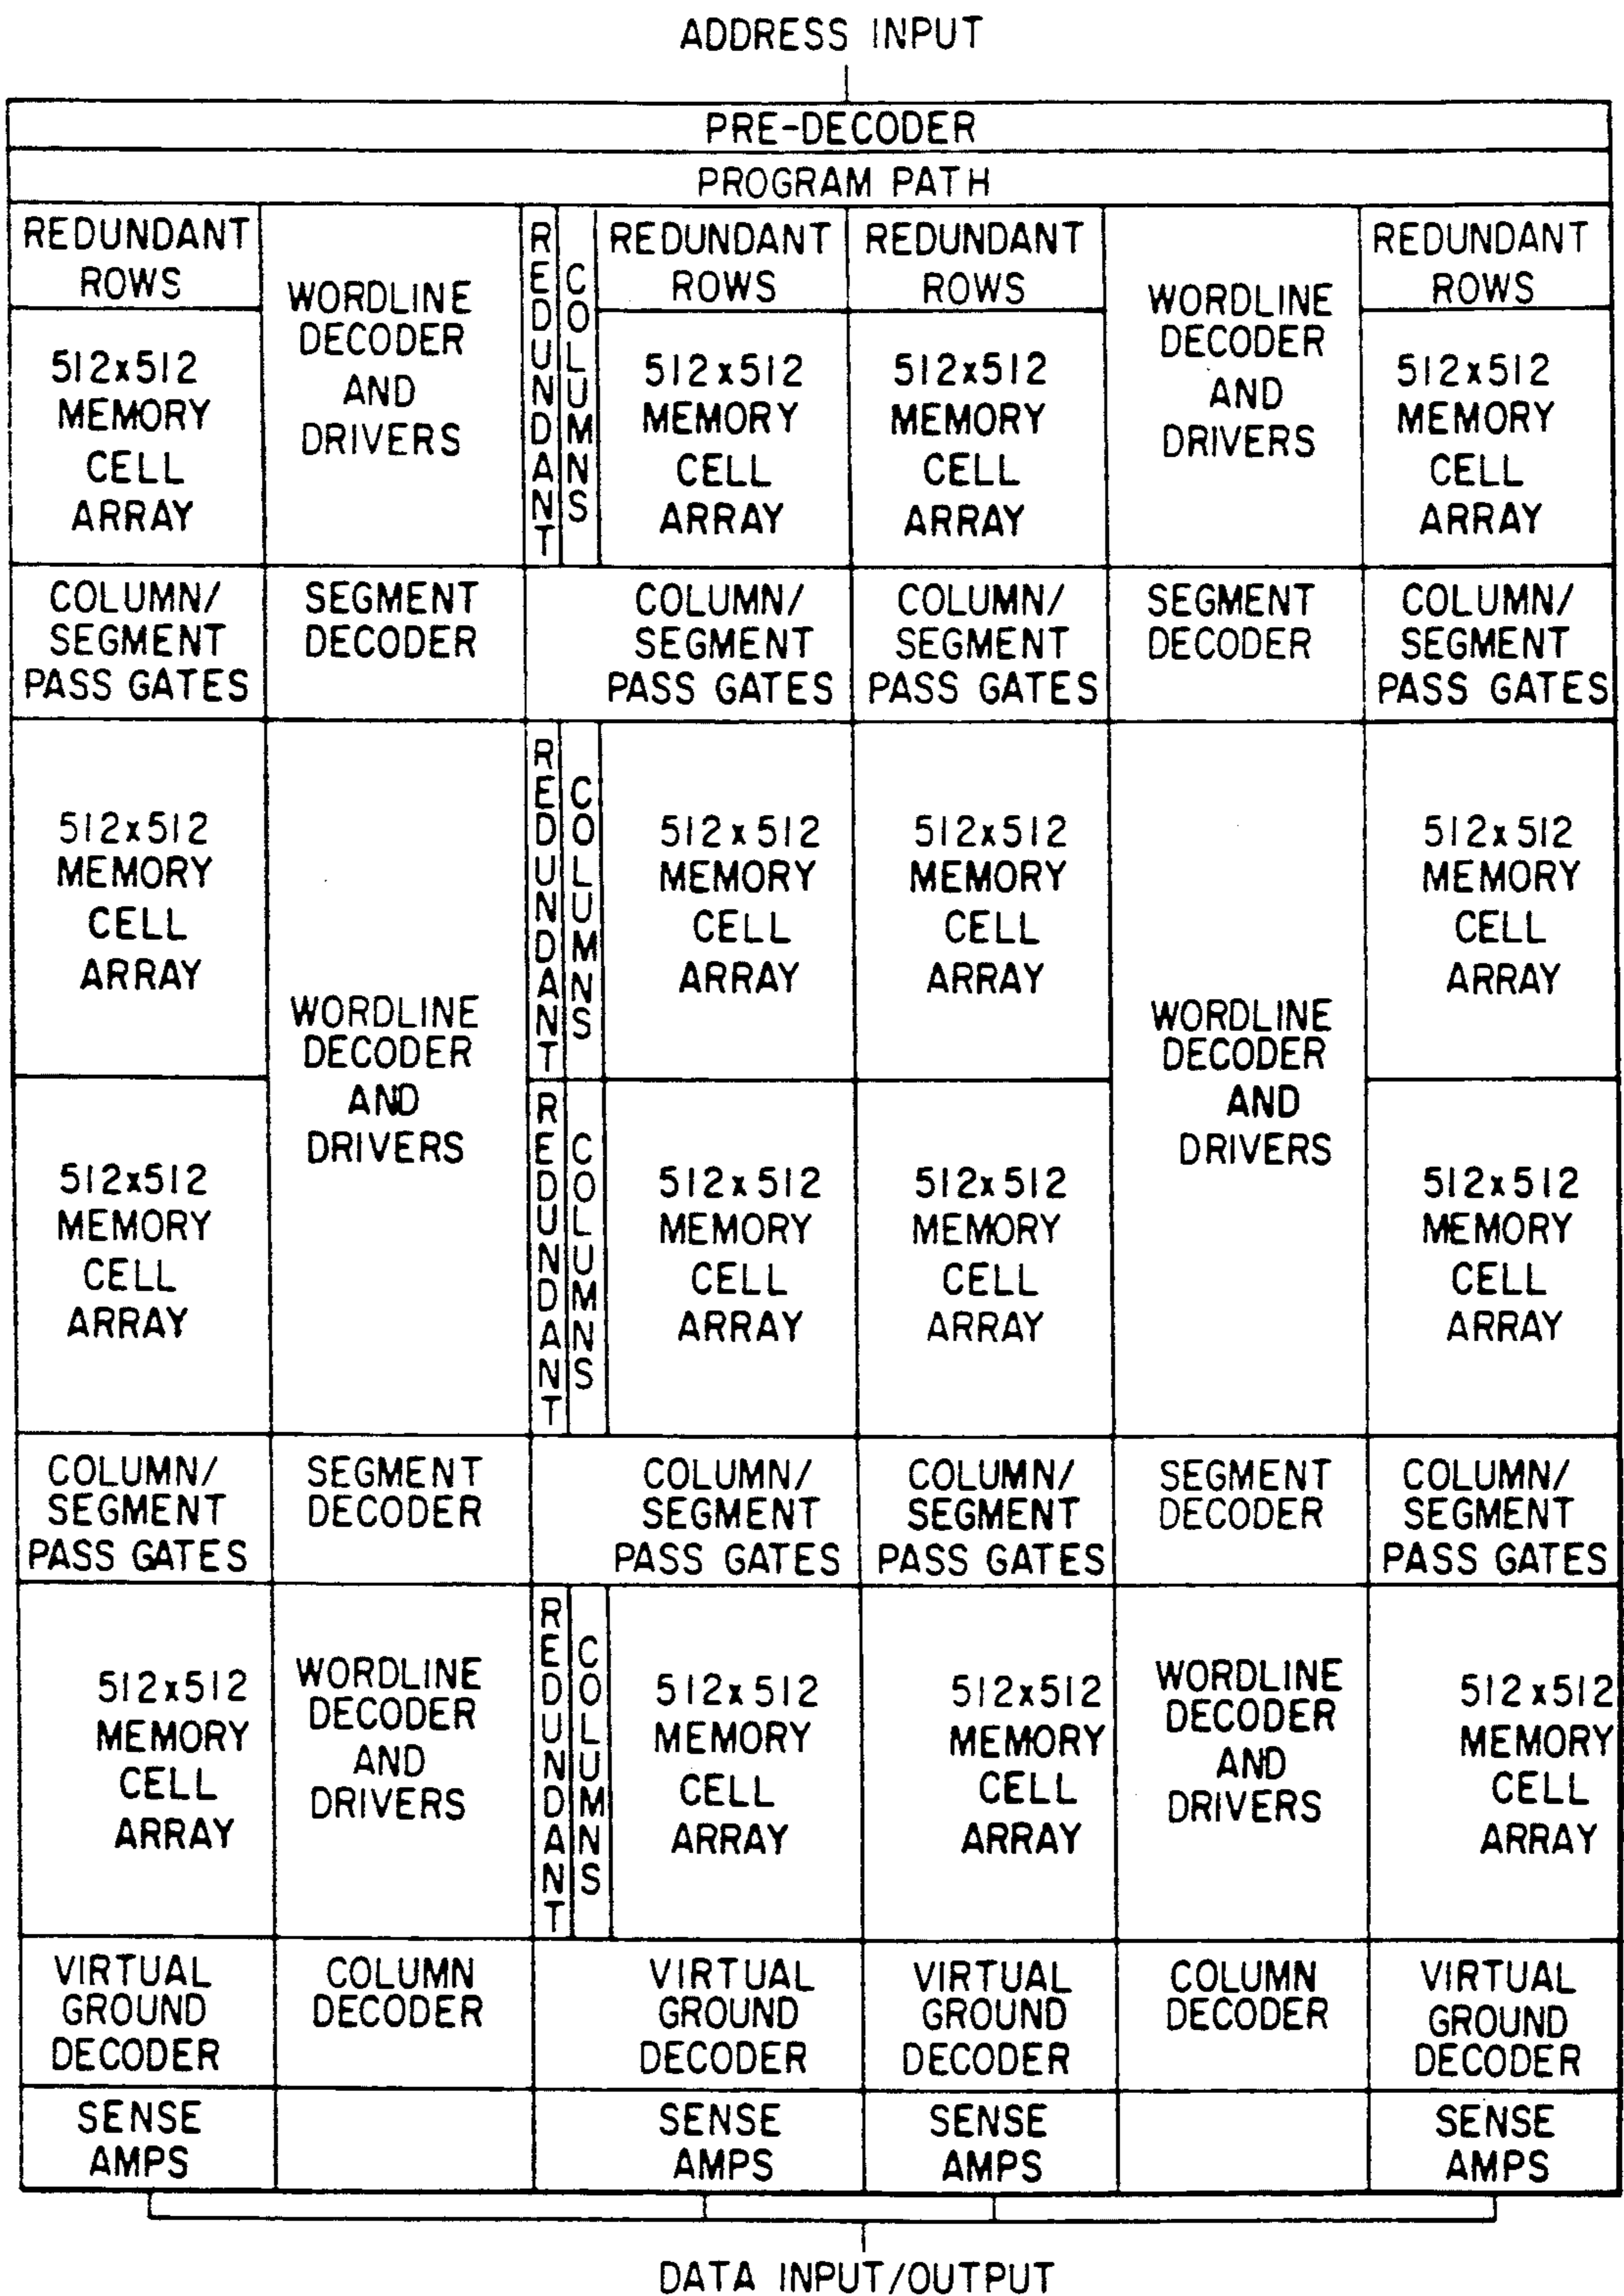 ADDRESS INPUT
PRE-DECODER
PROGRAM PATH
REDUNDANT
ROWS
512x512
MEMORY
CELL
ARRAY
WORDLINE
DECODER
AND
DRIVERS
REDUNDANT
COLUMNS
REDUNDANT
ROWS
512x512
MEMORY
CELL
ARRAY
REDUNDANT
ROWS
512x512
MEMORY
CELL
ARRAY
WORDLINE
DECODER
AND
DRIVERS
REDUNDANT
ROWS
512x512
MEMORY
CELL
ARRAY
COLUMN/
SEGMENT
PASS GATES
SEGMENT
DECODER
COLUMN/
SEGMENT
PASS GATES
COLUMN/
SEGMENT
PASS GATES
SEGMENT
DECODER
COLUMN/
SEGMENT
PASS GATES
512x512
MEMORY
CELL
ARRAY
512x512
MEMORY
CELL
ARRAY
WORDLINE
DECODER
AND
DRIVERS
REDUNDANT
COLUMNS
REDUNDANT
COLUMNS
512x512
MEMORY
CELL
ARRAY
512x512
MEMORY
CELL
ARRAY
512x512
MEMORY
CELL
ARRAY
512x512
MEMORY
CELL
ARRAY
WORDLINE
DECODER
AND
DRIVERS
512x512
MEMORY
CELL
ARRAY
512x512
MEMORY
CELL
ARRAY
COLUMN/
SEGMENT
PASS GATES
SEGMENT
DECODER
COLUMN/
SEGMENT
PASS GATES
COLUMN/
SEGMENT
PASS GATES
SEGMENT
DECODER
COLUMN/
SEGMENT
PASS GATES
512x512
MEMORY
CELL
ARRAY
WORDLINE
DECODER
AND
DRIVERS
REDUNDANT
COLUMNS
512x512
MEMORY
CELL
ARRAY
512x512
MEMORY
CELL
ARRAY
WORDLINE
DECODER
AND
DRIVERS
512x512
MEMORY
CELL
ARRAY
VIRTUAL
GROUND
DECODER
COLUMN
DECODER
VIRTUAL
GROUND
DECODER
VIRTUAL
GROUND
DECODER
COLUMN
DECODER
VIRTUAL
GROUND
DECODER
SENSE
AMPS
SENSE
AMPS
SENSE
AMPS
SENSE
AMPS
DATA INPUT/OUTPUT